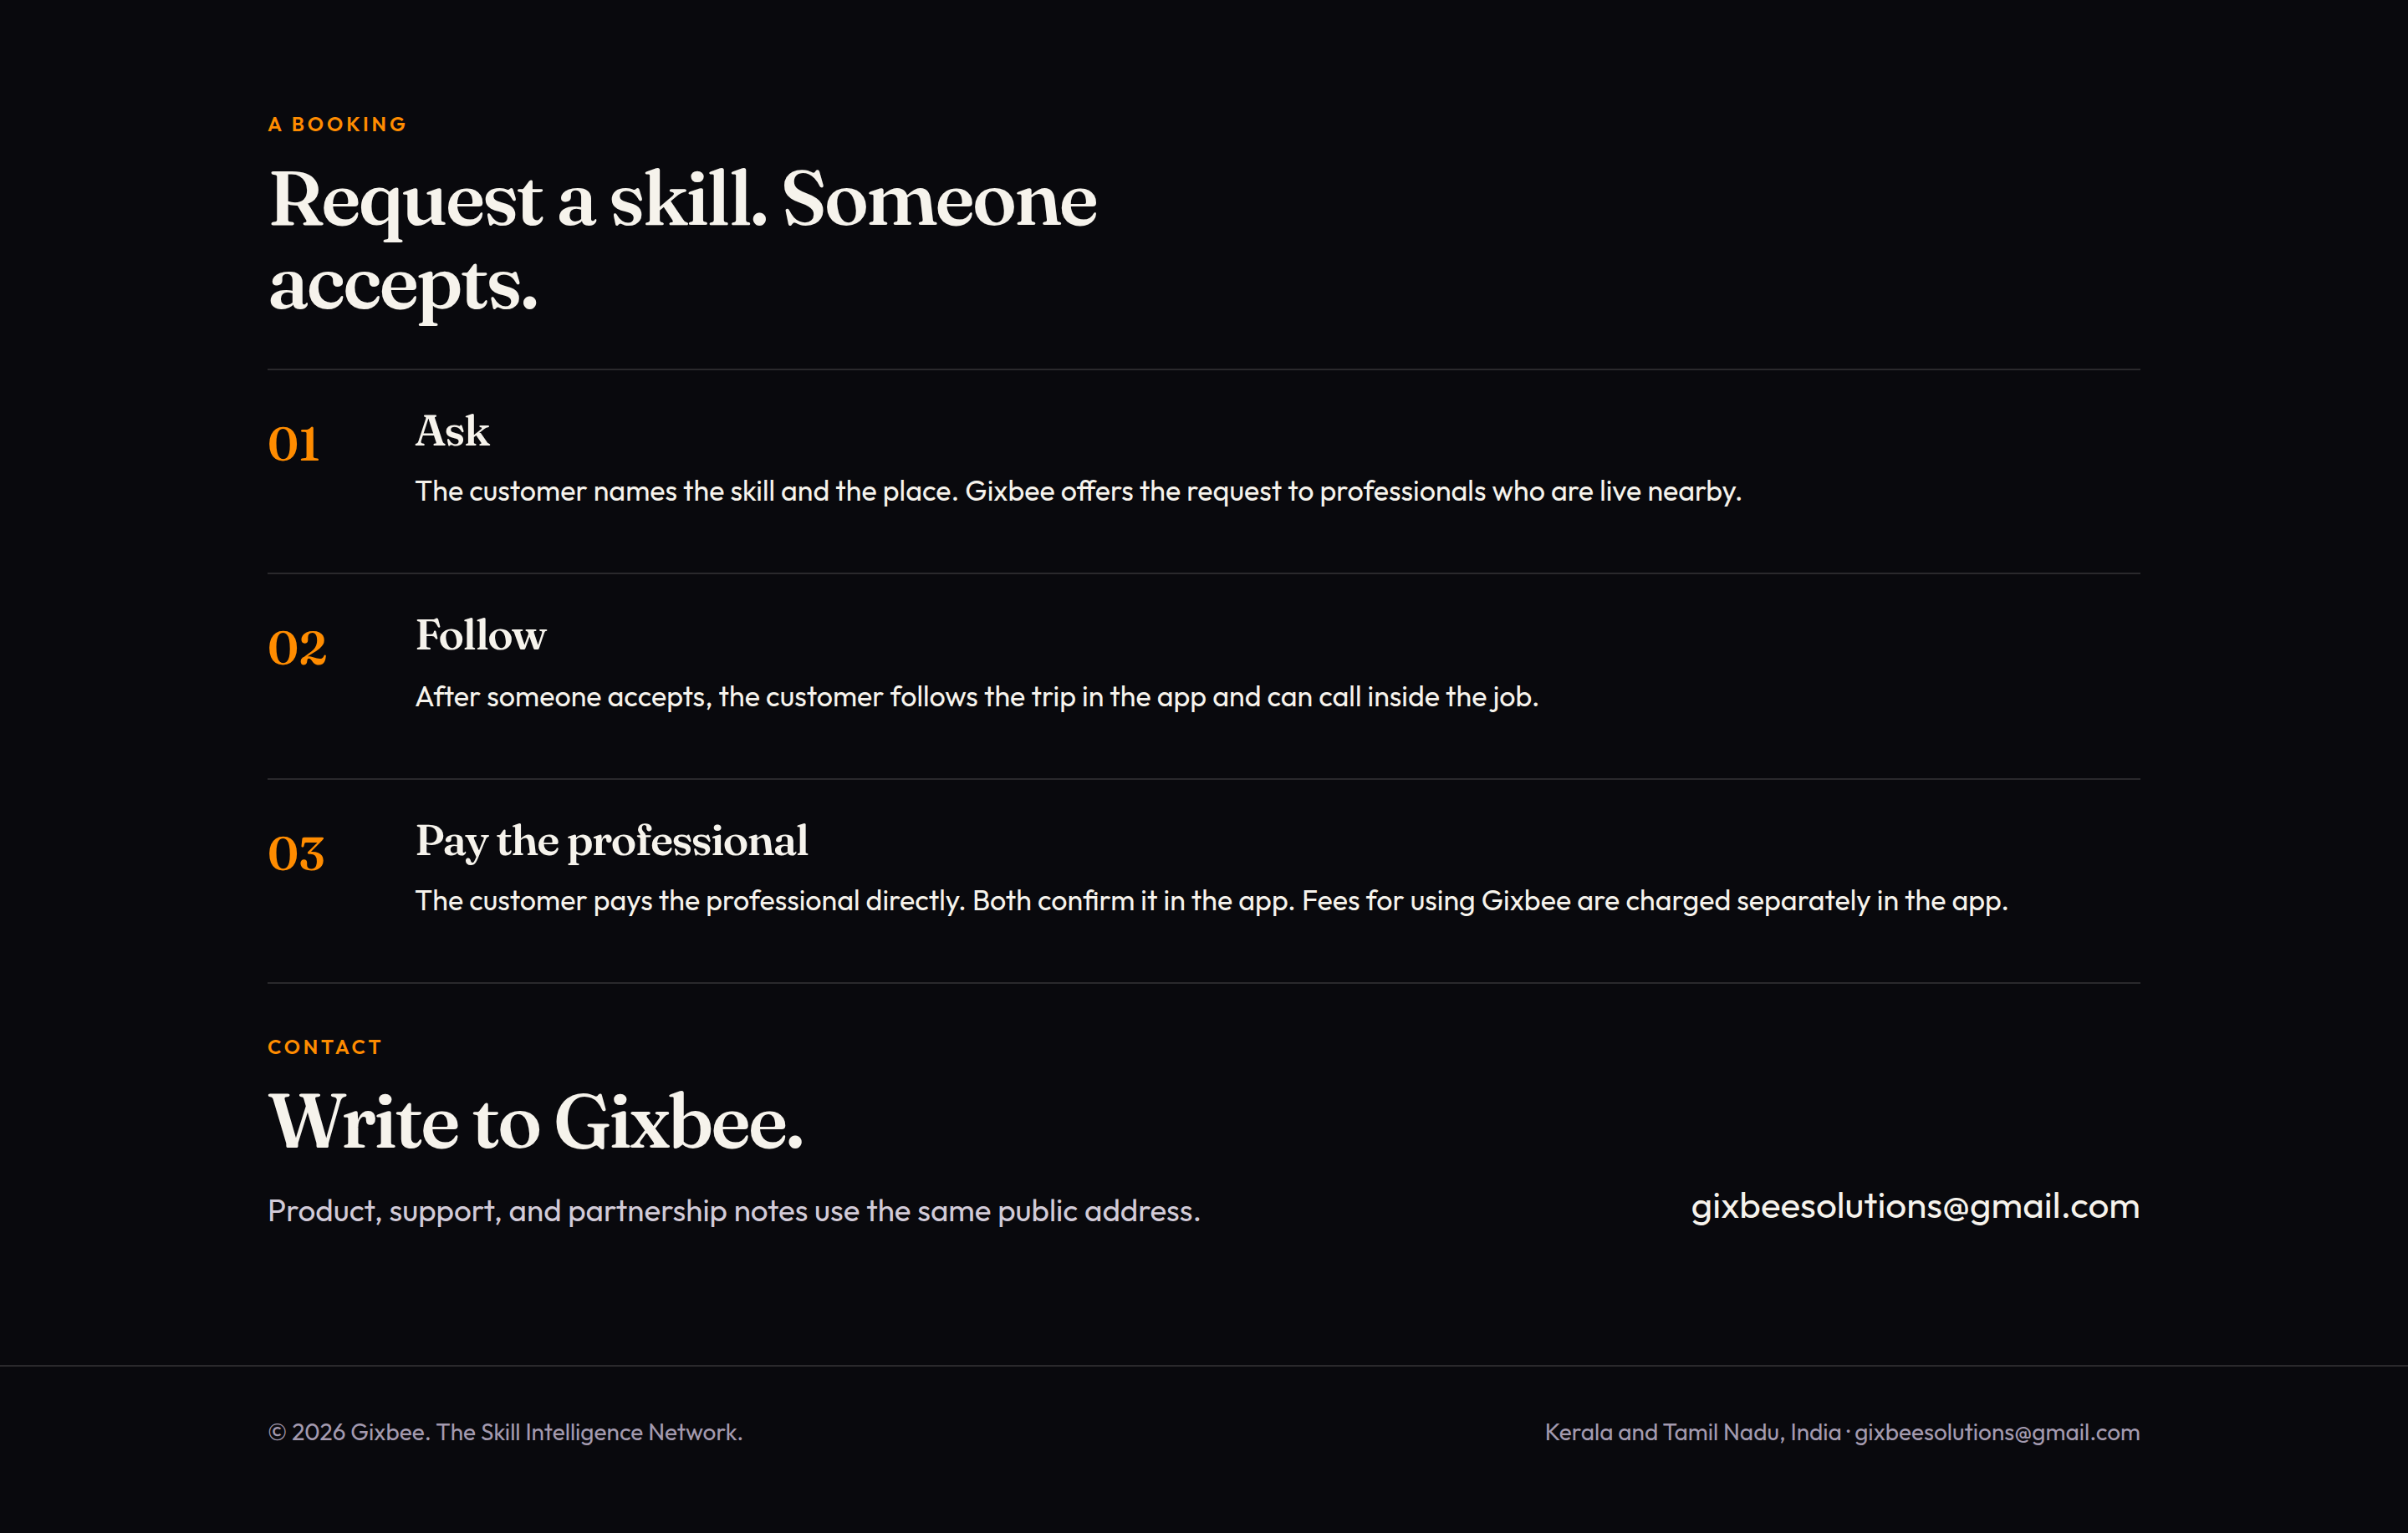 A BOOKING
Request a skill. Someone
accepts.
01
Ask
The customer names the skill and the place. Gixbee offers the request to professionals who are live nearby.
02
Follow
After someone accepts, the customer follows the trip in the app and can call inside the job.
03
Pay the professional
The customer pays the professional directly. Both confirm it in the app. Fees for using Gixbee are charged separately in the app.
CONTACT
Write to Gixbee.
Product, support, and partnership notes use the same public address.
gixbeesolutions@gmail.com
© 2026 Gixbee. The Skill Intelligence Network.
Kerala and Tamil Nadu, India · gixbeesolutions@gmail.com